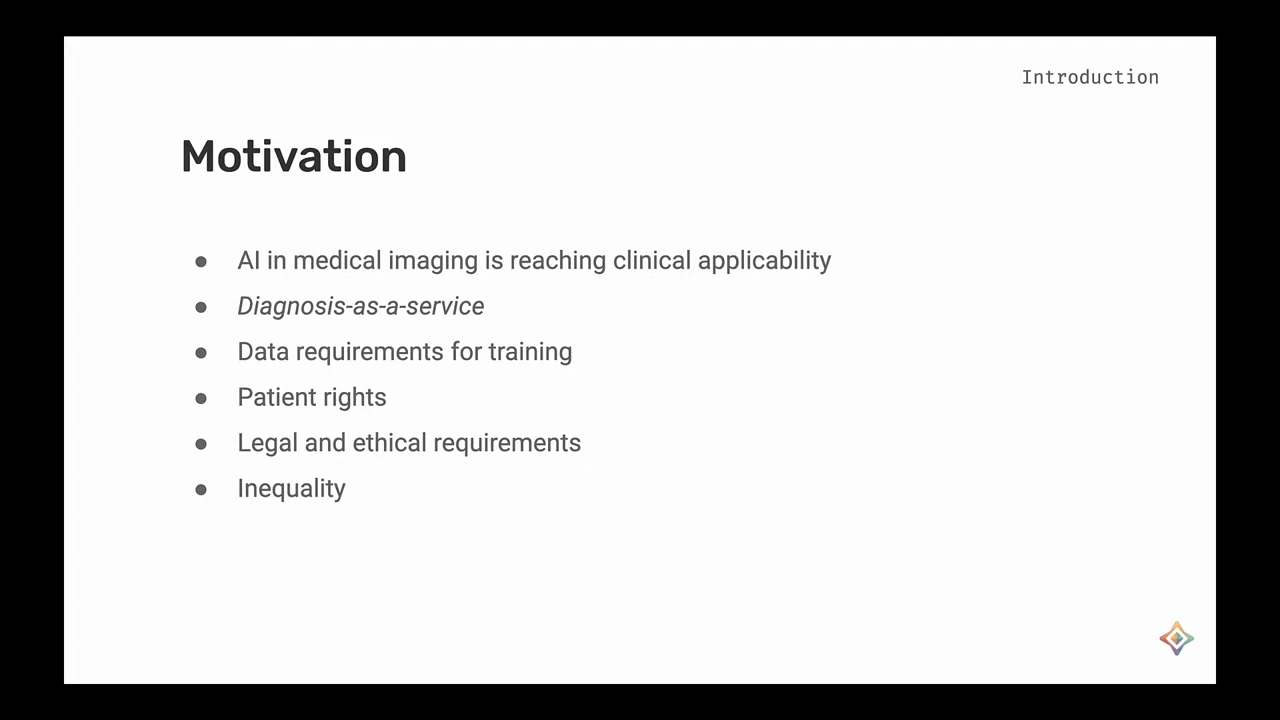 Introduction
Motivation
● AI in medical imaging is reaching clinical applicability
● Diagnosis-as-a-service
● Data requirements for training
● Patient rights
● Legal and ethical requirements
● Inequality